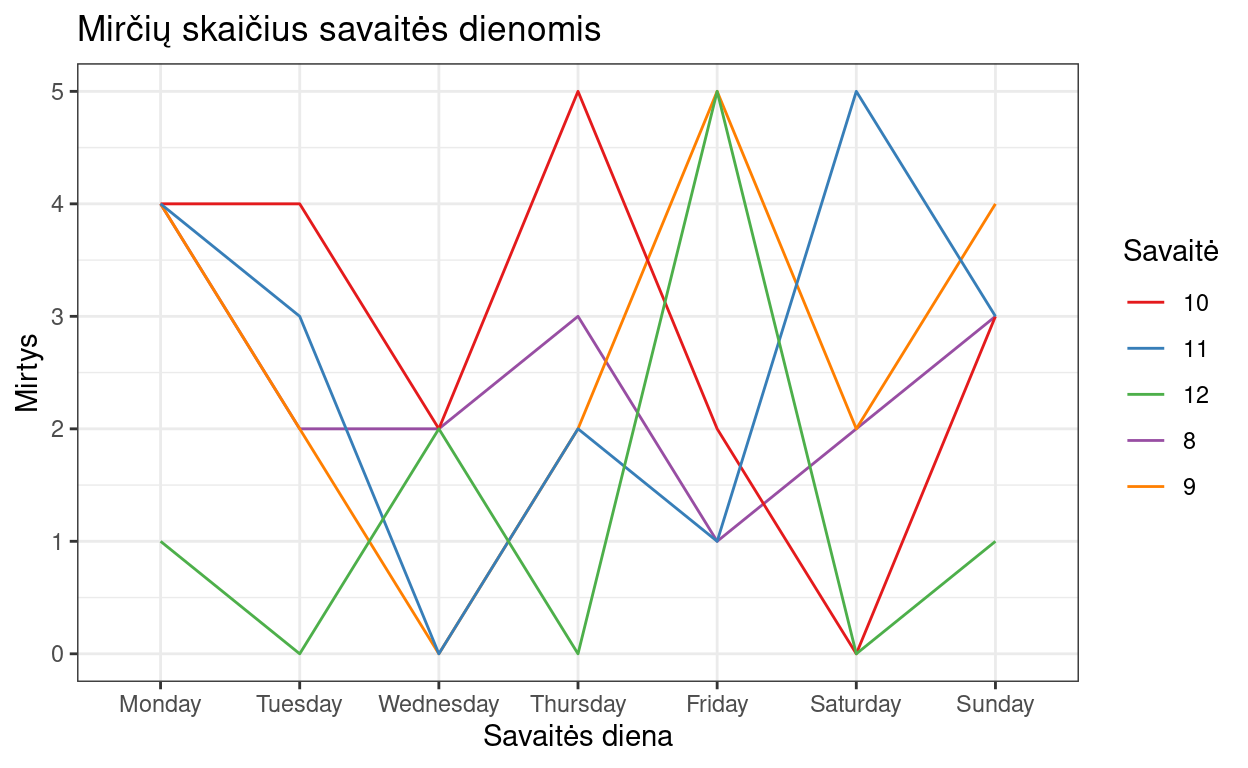 Mirčių skaičius savaitės dienomis
Mirtys
5
4
3
2
1
0
Monday Tuesday Wednesday Thursday Friday Saturday Sunday
Savaitės diena
Savaitė
10
11
12
8
9